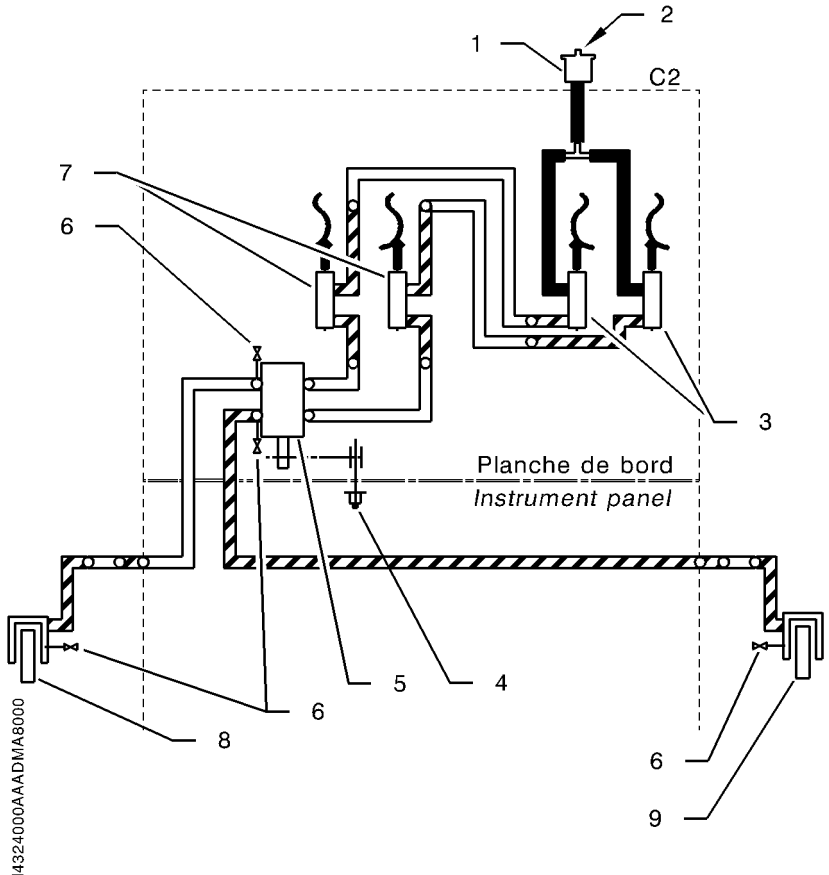 2
1
C2
7
6
3
Planche de bord
Instrument panel
5
4
6
8
6
9
I4324000AAADMA8000